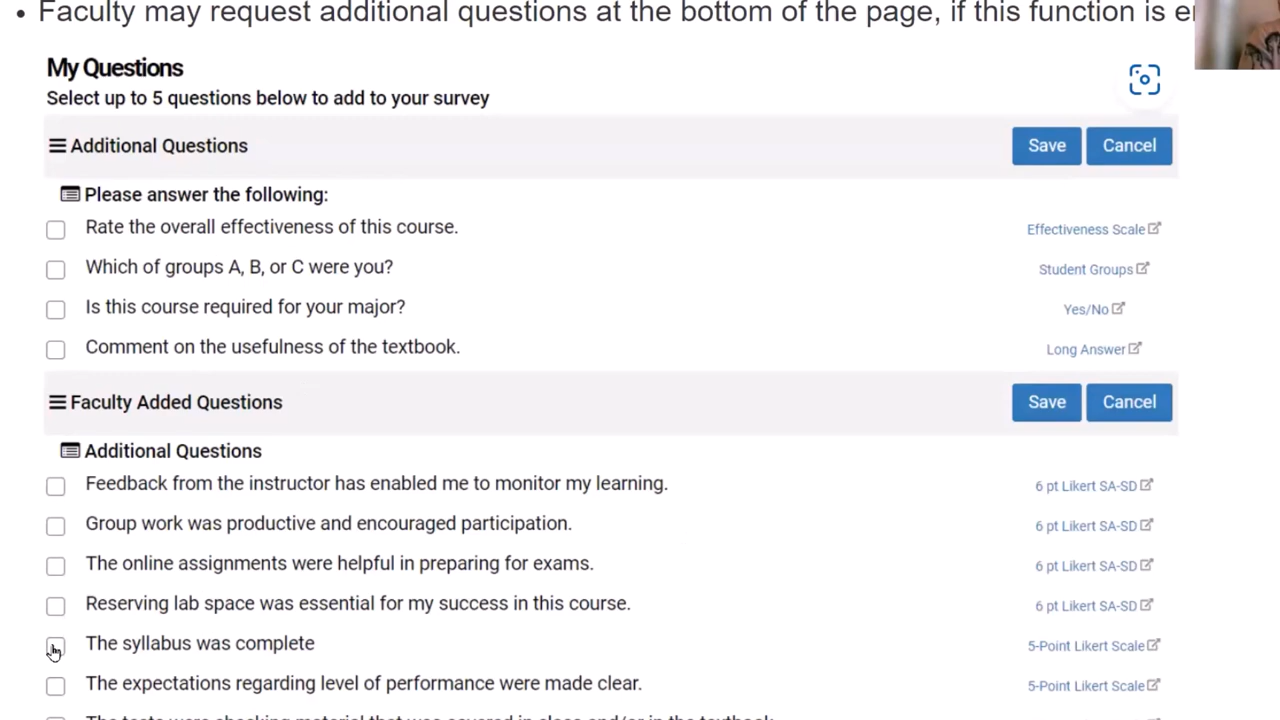 • Faculty may request additional questions at the bottom of the page, if this function is
My Questions
Select up to 5 questions below to add to your survey
Additional Questions Save Cancel
Please answer the following:
Rate the overall effectiveness of this course. Effectiveness Scale
Which of groups A, B, or C were you? Student Groups
Is this course required for your major? Yes/No
Comment on the usefulness of the textbook. Long Answer
Faculty Added Questions Save Cancel
Additional Questions
Feedback from the instructor has enabled me to monitor my learning. 6 pt Likert SA-SD
Group work was productive and encouraged participation. 6 pt Likert SA-SD
The online assignments were helpful in preparing for exams. 6 pt Likert SA-SD
Reserving lab space was essential for my success in this course. 6 pt Likert SA-SD
The syllabus was complete 5-Point Likert Scale
The expectations regarding level of performance were made clear. 5-Point Likert Scale